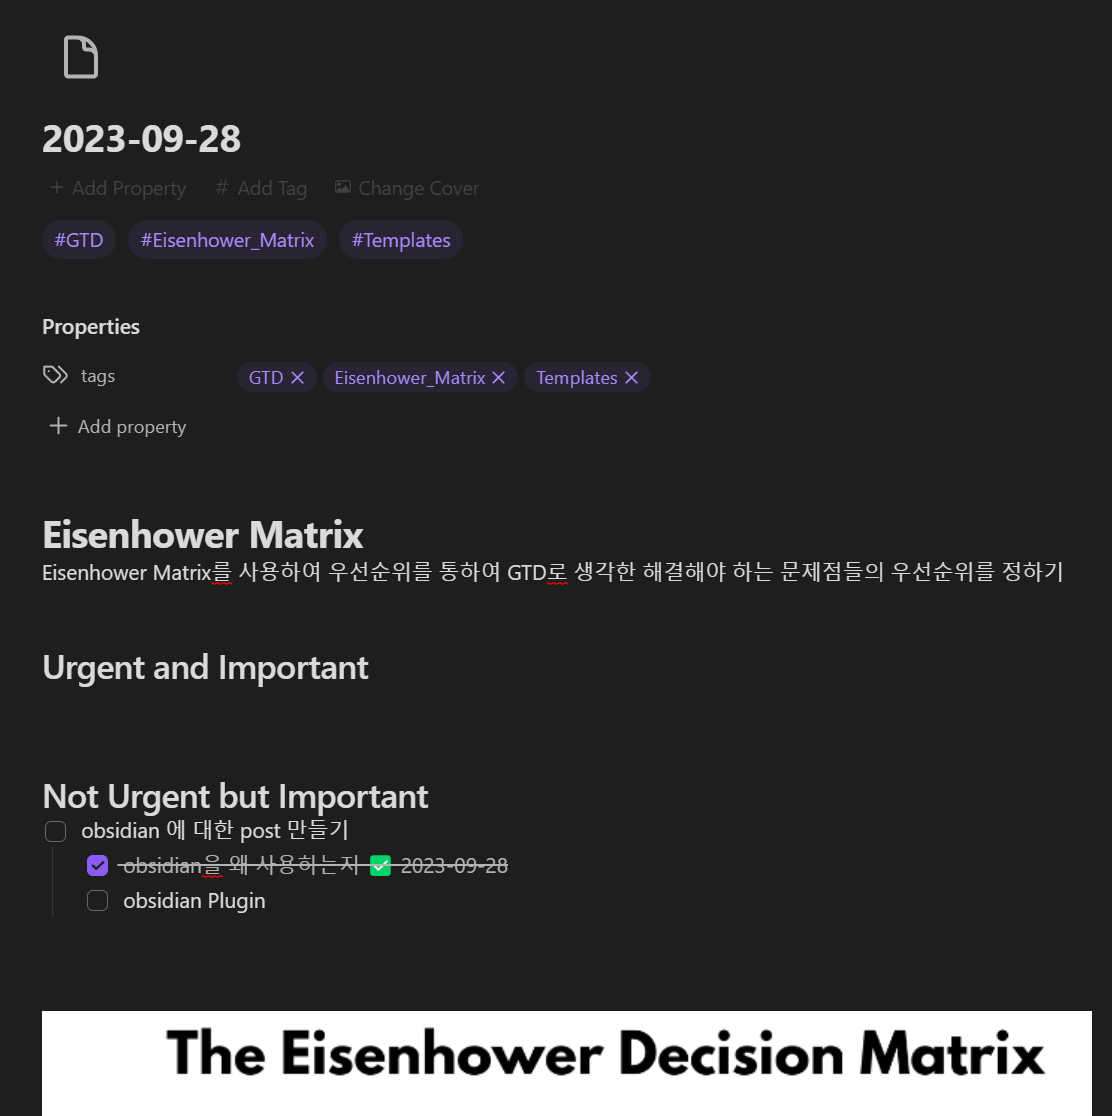 2023-09-28
+ Add Property # Add Tag Change Cover
#GTD #Eisenhower_Matrix #Templates
Properties
tags GTD × Eisenhower_Matrix × Templates ×
+ Add property
Eisenhower Matrix
Eisenhower Matrix를 사용하여 우선순위를 통하여 GTD로 생각한 해결해야 하는 문제점들의 우선순위를 정하기
Urgent and Important
Not Urgent but Important
obsidian 에 대한 post 만들기
obsidian을 왜 사용하는지 ✅ 2023-09-28
obsidian Plugin
The Eisenhower Decision Matrix